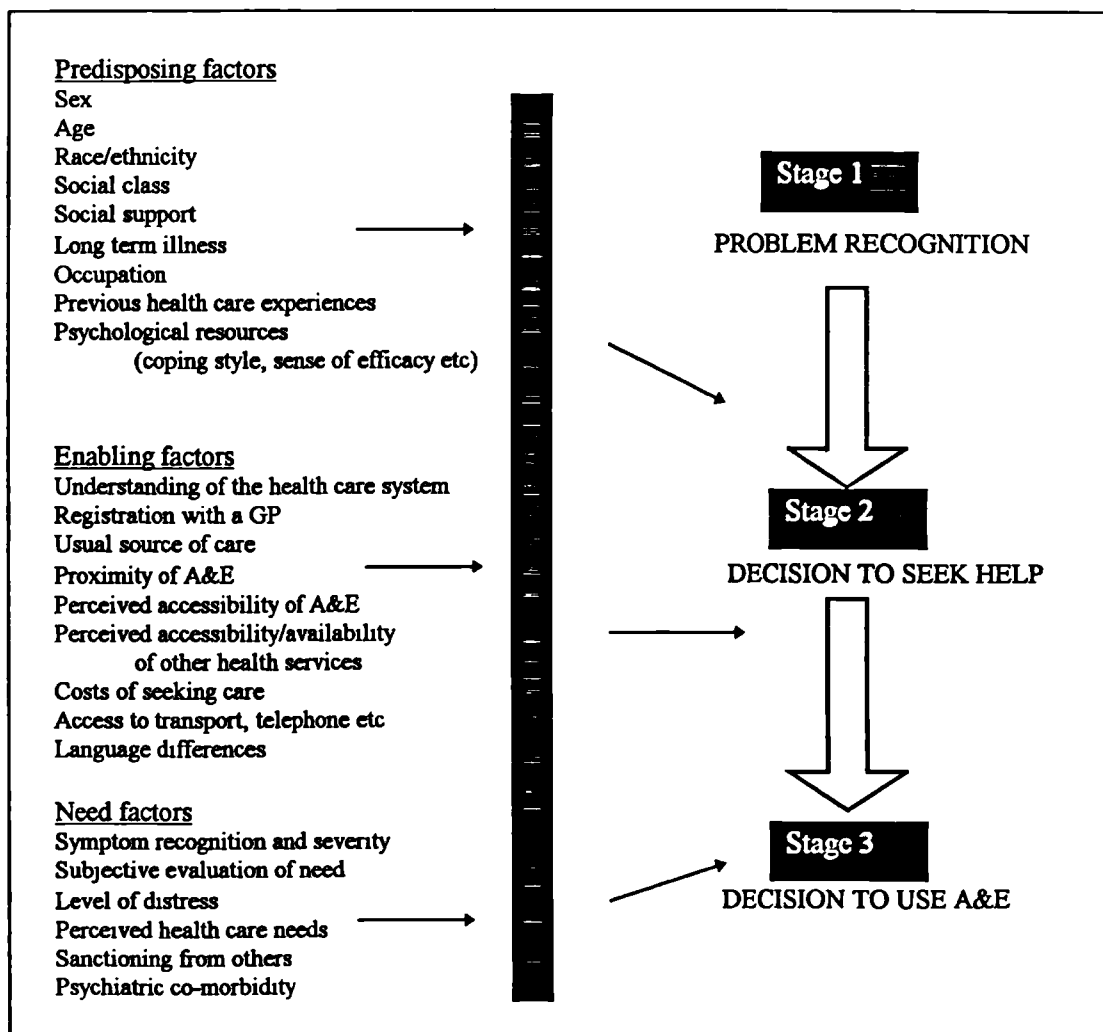 Predisposing factors
Sex
Age
Race/ethnicity
Social class
Social support
Long term illness
Occupation
Previous health care experiences
Psychological resources
(coping style, sense of efficacy etc)
Enabling factors
Understanding of the health care system
Registration with a GP
Usual source of care
Proximity of A&E
Perceived accessibility of A&E
Perceived accessibility/availability
of other health services
Costs of seeking care
Access to transport, telephone etc
Language differences
Need factors
Symptom recognition and severity
Subjective evaluation of need
Level of distress
Perceived health care needs
Sanctioning from others
Psychiatric co-morbidity
Stage 1
PROBLEM RECOGNITION
Stage 2
DECISION TO SEEK HELP
Stage 3
DECISION TO USE A&E